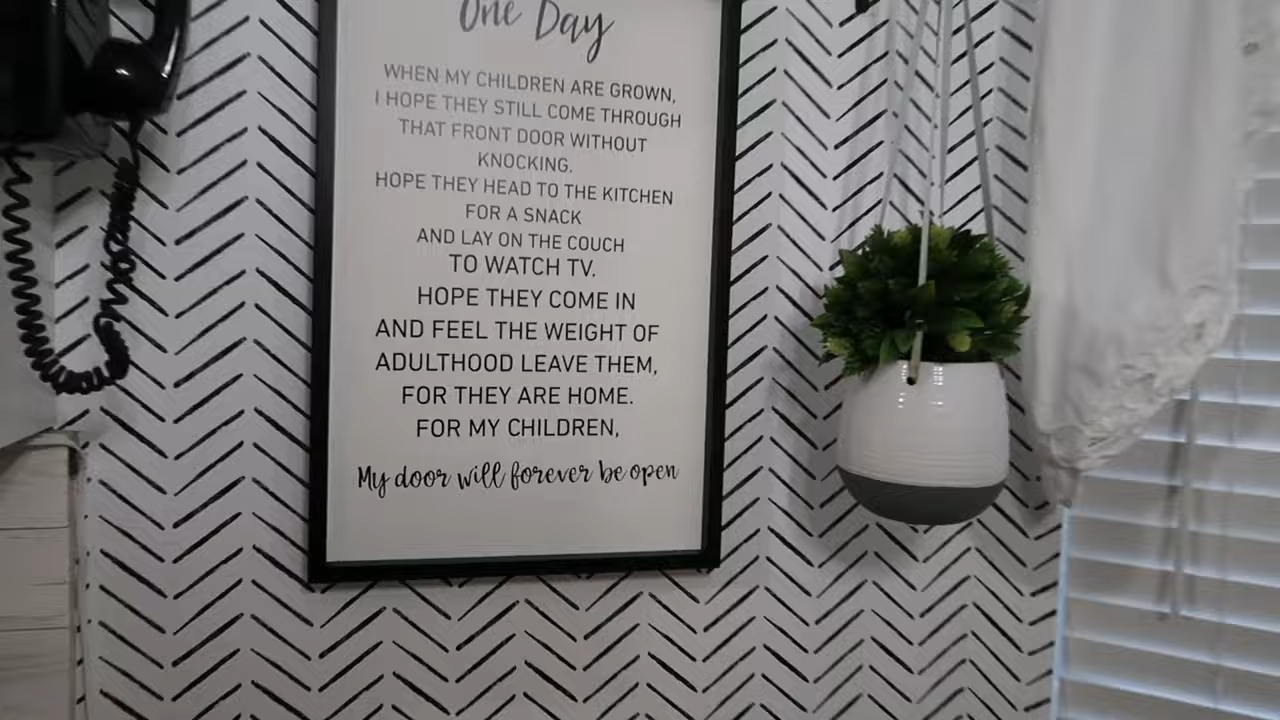 One Day
WHEN MY CHILDREN ARE GROWN,
I HOPE THEY STILL COME THROUGH
THAT FRONT DOOR WITHOUT
KNOCKING.
HOPE THEY HEAD TO THE KITCHEN
FOR A SNACK
AND LAY ON THE COUCH
TO WATCH TV.
HOPE THEY COME IN
AND FEEL THE WEIGHT OF
ADULTHOOD LEAVE THEM,
FOR THEY ARE HOME.
FOR MY CHILDREN,
My door will forever be open